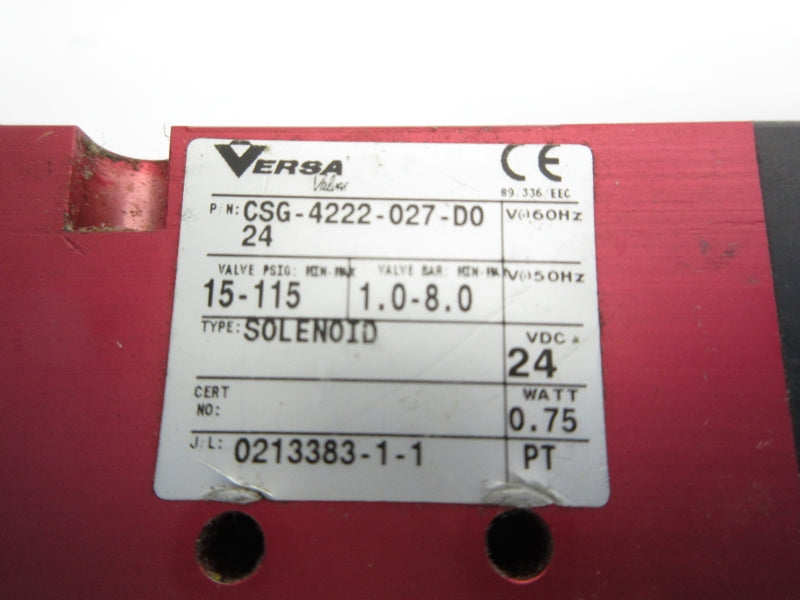 VERSA
Valves
CE
89/336/EEC
P/N: CSG-4222-027-D0
24
V@60Hz
VALVE PSIG: MIN-MAX VALVE BAR: MIN-MAX V@50Hz
15-115 1.0-8.0
TYPE: SOLENOID
VDC
24
CERT
NO:
WATT
0.75
J/L: 0213383-1-1 PT